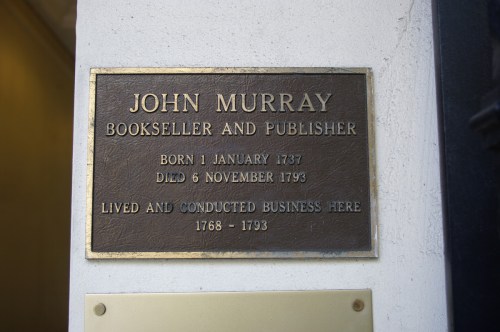 JOHN MURRAY
BOOKSELLER AND PUBLISHER
BORN 1 JANUARY 1737
DIED 6 NOVEMBER 1793
LIVED AND CONDUCTED BUSINESS HERE
1768 - 1793